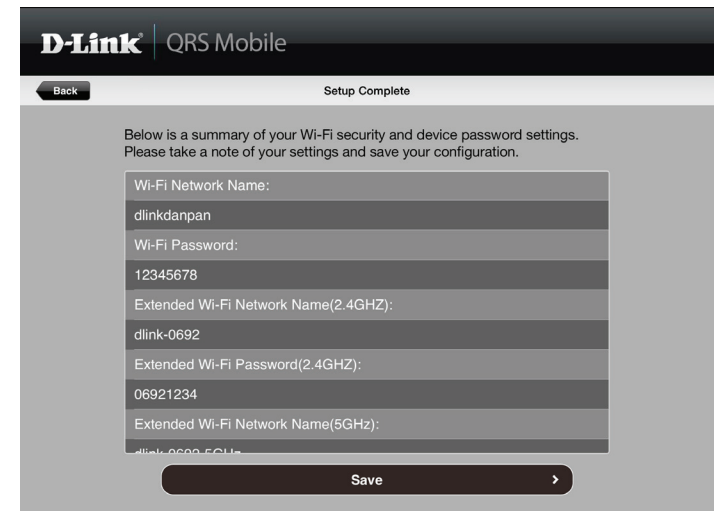 D-Link QRS Mobile
Back
Setup Complete
Below is a summary of your Wi-Fi security and device password settings.
Please take a note of your settings and save your configuration.
Wi-Fi Network Name:
dlinkdanpan
Wi-Fi Password:
12345678
Extended Wi-Fi Network Name(2.4GHZ):
dlink-0692
Extended Wi-Fi Password(2.4GHZ):
06921234
Extended Wi-Fi Network Name(5GHz):
dlink-0692-5GHz
Save